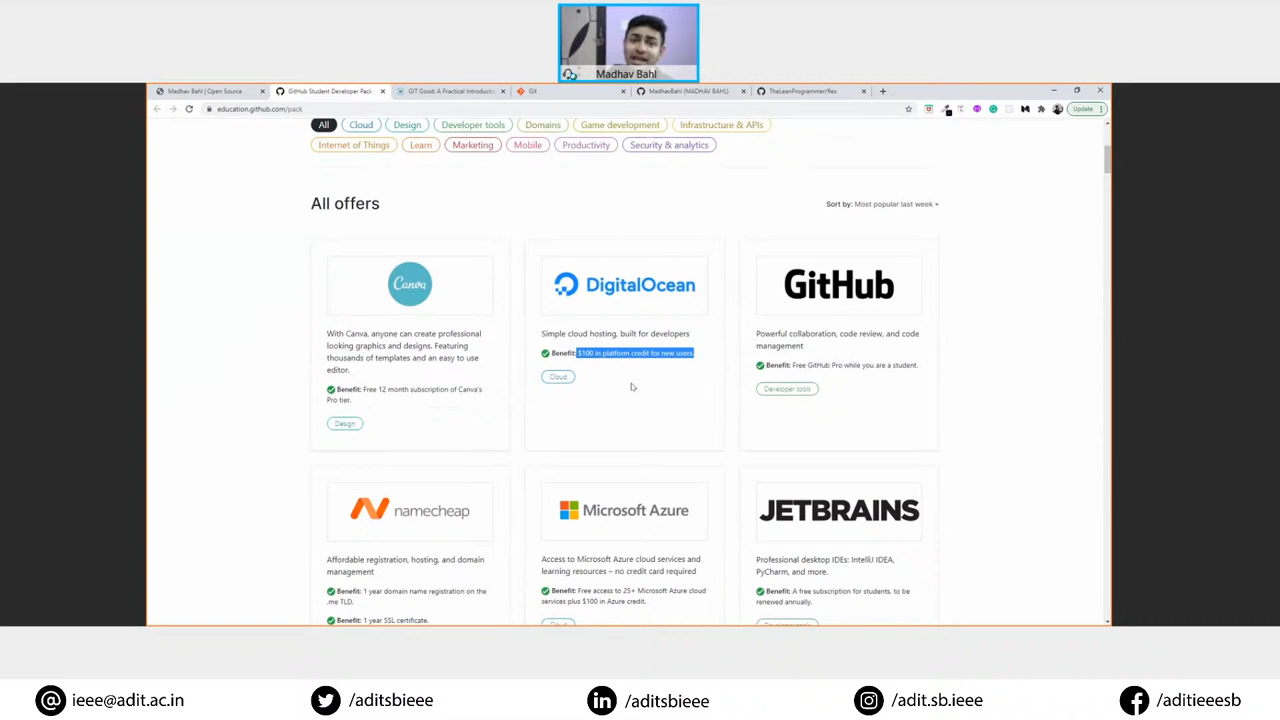 Madhav Bahl
Madhav Bahl | Open Source
GitHub Student Developer Pack
GIT Good: A Practical Introducti
Git
MadhavBahl (MADHAV BAHL)
TheLeanProgrammer/flex
education.github.com/pack
Update
All Cloud Design Developer tools Domains Game development Infrastructure & APIs
Internet of Things Learn Marketing Mobile Productivity Security & analytics
All offers
Sort by: Most popular last week
Canva
With Canva, anyone can create professional
looking graphics and designs. Featuring
thousands of templates and an easy to use
editor.
Benefit: Free 12 month subscription of Canva's
Pro tier.
Design
DigitalOcean
Simple cloud hosting, built for developers
Benefit: $100 in platform credit for new users.
Cloud
GitHub
Powerful collaboration, code review, and code
management
Benefit: Free GitHub Pro while you are a student.
Developer tools
namecheap
Affordable registration, hosting, and domain
management
Benefit: 1 year domain name registration on the
.me TLD.
Benefit: 1 year SSL certificate.
Microsoft Azure
Access to Microsoft Azure cloud services and
learning resources – no credit card required
Benefit: Free access to 25+ Microsoft Azure cloud
services plus $100 in Azure credit.
Cloud
JETBRAINS
Professional desktop IDEs: IntelliJ IDEA,
PyCharm, and more.
Benefit: A free subscription for students, to be
renewed annually.
Developer tools
ieee@adit.ac.in
/aditsbieee
/aditsbieee
/adit.sb.ieee
/aditieeesb